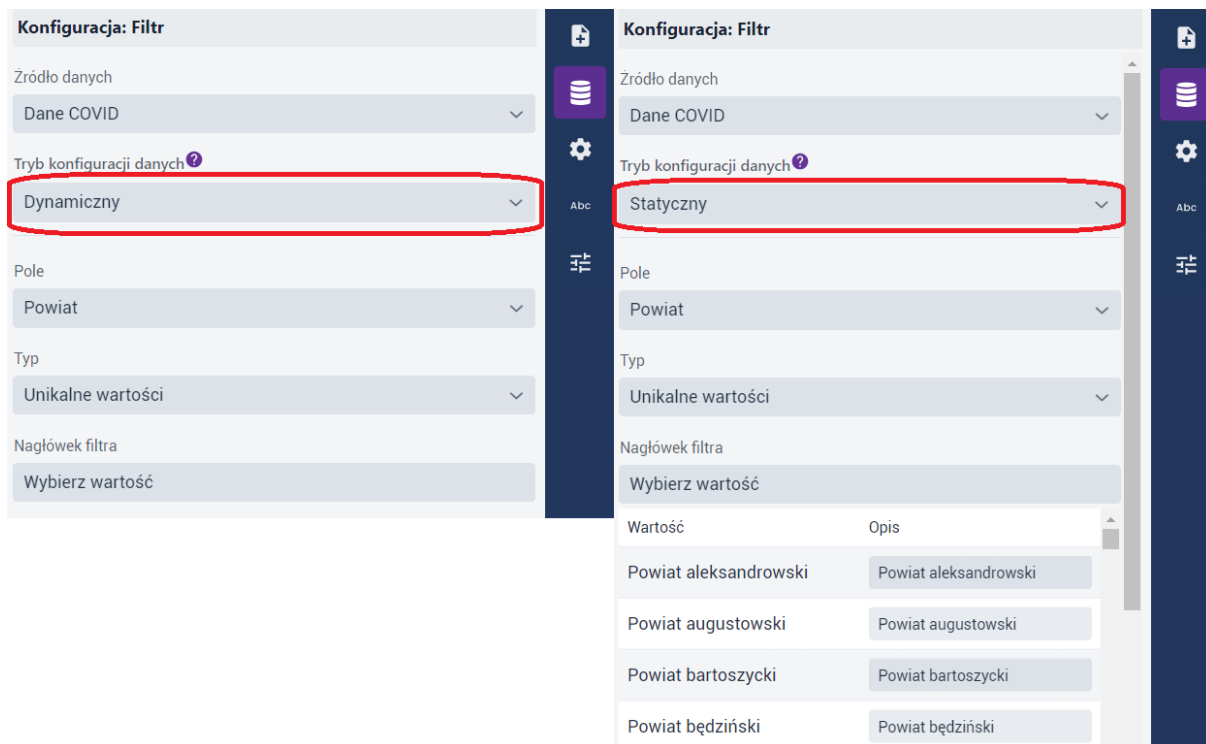 Konfiguracja: Filtr
Źródło danych
Dane COVID
Tryb konfiguracji danych?
Dynamiczny
Abc
Pole
Powiat
Typ
Unikalne wartości
Nagłówek filtra
Wybierz wartość
Konfiguracja: Filtr
Źródło danych
Dane COVID
Tryb konfiguracji danych?
Statyczny
Abc
Pole
Powiat
Typ
Unikalne wartości
Nagłówek filtra
Wybierz wartość
Wartość Opis
Powiat aleksandrowski Powiat aleksandrowski
Powiat augustowski Powiat augustowski
Powiat bartoszycki Powiat bartoszycki
Powiat będziński Powiat będziński